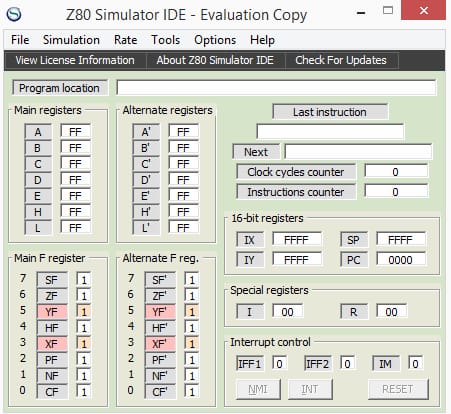 Z80 Simulator IDE - Evaluation Copy
File Simulation Rate Tools Options Help
View License Information About Z80 Simulator IDE Check For Updates
Program location
Main registers
A FF
B FF
C FF
D FF
E FF
H FF
L FF
Alternate registers
A' FF
B' FF
C' FF
D' FF
E' FF
H' FF
L' FF
Last instruction
Next
Clock cycles counter 0
Instructions counter 0
16-bit registers
IX FFFF SP FFFF
IY FFFF PC 0000
Main F register
7 SF 1
6 ZF 1
5 YF 1
4 HF 1
3 XF 1
2 PF 1
1 NF 1
0 CF 1
Alternate F reg.
7 SF' 1
6 ZF' 1
5 YF' 1
4 HF' 1
3 XF' 1
2 PF' 1
1 NF' 1
0 CF' 1
Special registers
I 00 R 00
Interrupt control
IFF1 0 IFF2 0 IM 0
NMI INT RESET